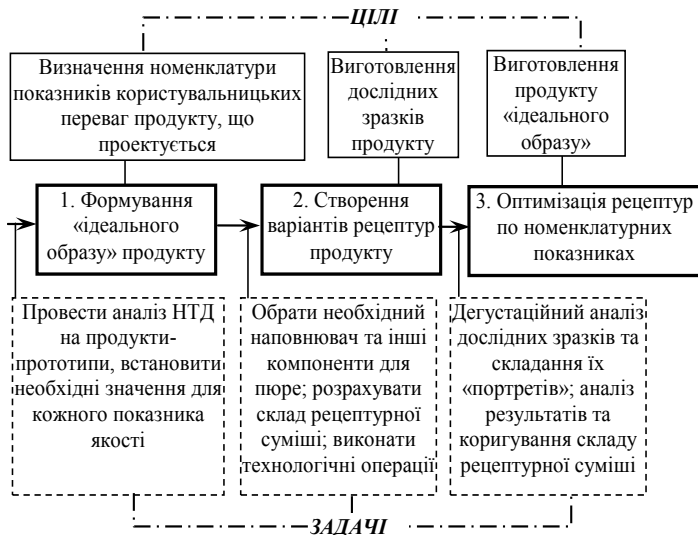 ЦІЛІ
Визначення номенклатури
показників користувальницьких
переваг продукту, що
проектується
Виготовлення
дослідних
зразків
продукту
Виготовлення
продукту
«ідеального
образу»
1. Формування
«ідеального
образу» продукту
2. Створення
варіантів рецептур
продукту
3. Оптимізація рецептур
по номенклатурних
показниках
Провести аналіз НТД
на продукти-
прототипи, встановити
необхідні значення для
кожного показника
якості
Обрати необхідний
наповнювач та інші
компоненти для
пюре; розрахувати
склад рецептурної
суміші; виконати
технологічні операції
Дегустаційний аналіз
дослідних зразків та
складання їх
«портретів»; аналіз
результатів та
коригування складу
рецептурної суміші
ЗАДАЧІ